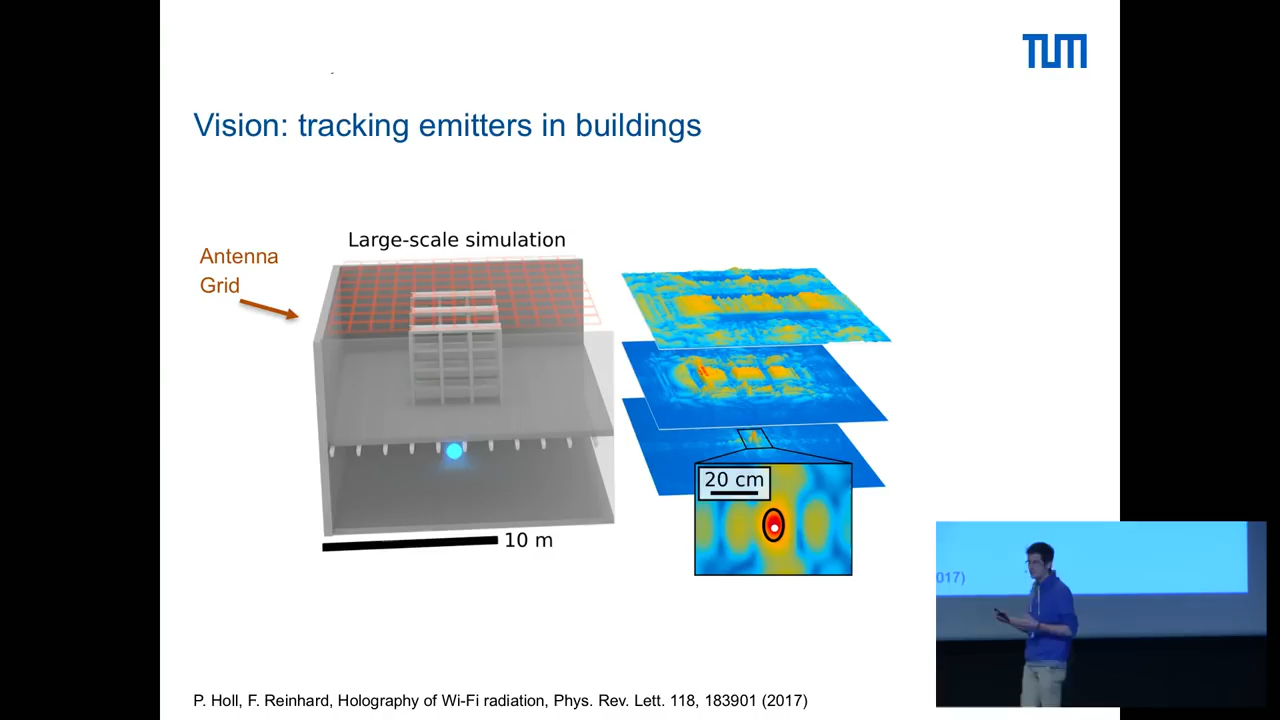 TUM
Vision: tracking emitters in buildings
Large-scale simulation
Antenna
Grid
20 cm
10 m
017)
P. Holl, F. Reinhard, Holography of Wi-Fi radiation, Phys. Rev. Lett. 118, 183901 (2017)